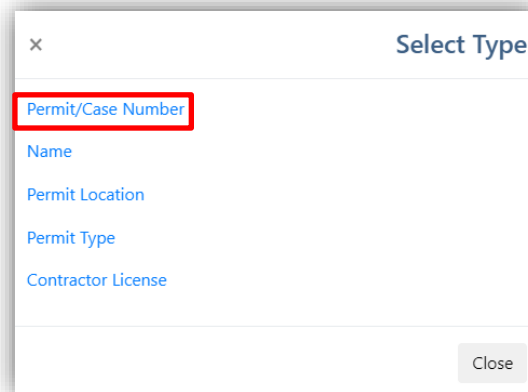 × Select Type
Permit/Case Number
Name
Permit Location
Permit Type
Contractor License
Close